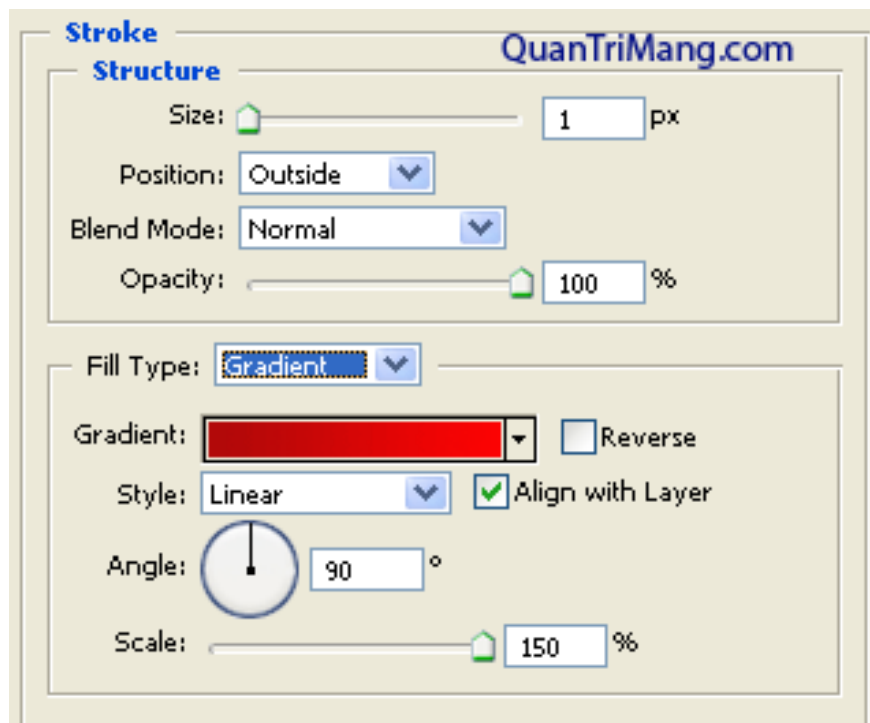 Stroke
QuanTriMang.com
Structure
Size: 1 px
Position: Outside
Blend Mode: Normal
Opacity: 100 %
Fill Type: Gradient
Gradient: Reverse
Style: Linear Align with Layer
Angle: 90 °
Scale: 150 %